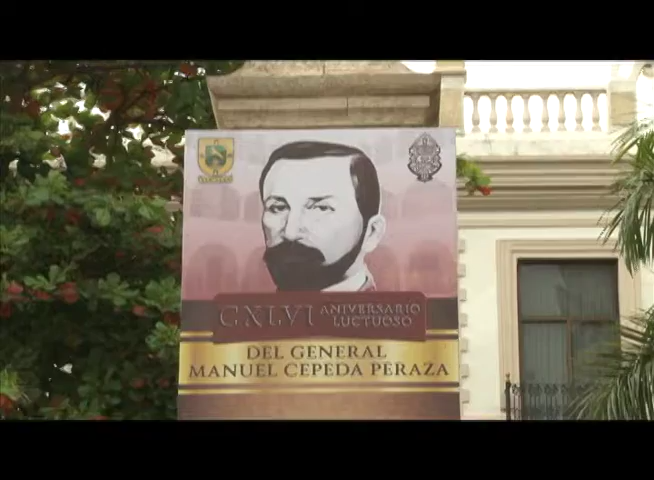 CXLVI ANIVERSARIO
LUCTUOSO
DEL GENERAL
MANUEL CEPEDA PERAZA